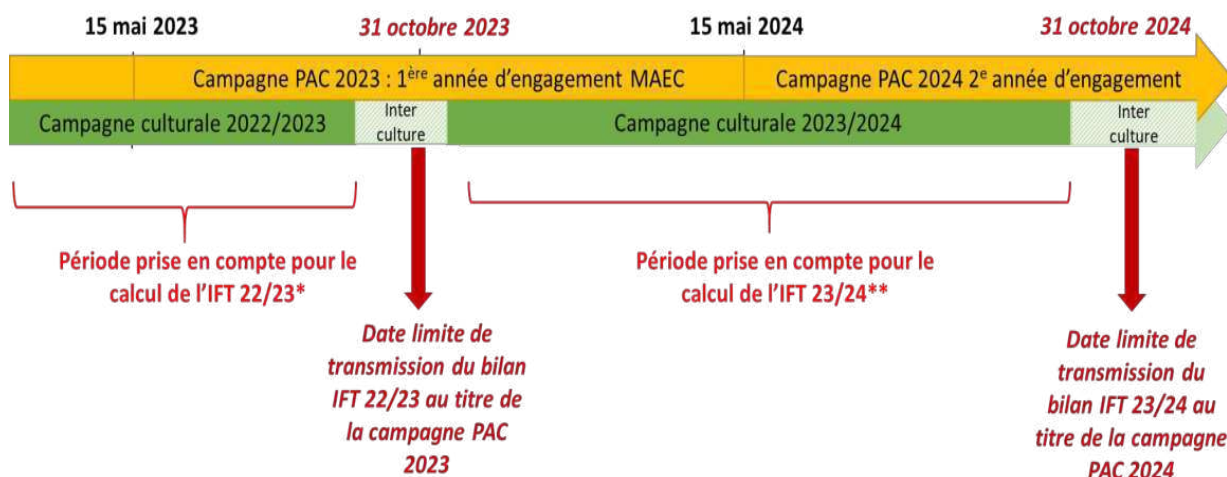 15 mai 2023
31 octobre 2023
15 mai 2024
31 octobre 2024
Campagne PAC 2023 : 1ère année d'engagement MAEC
Campagne PAC 2024 2e année d'engagement
Campagne culturale 2022/2023
Inter
culture
Campagne culturale 2023/2024
Inter
culture
Période prise en compte pour le
calcul de l'IFT 22/23*
Période prise en compte pour le
calcul de l'IFT 23/24**
Date limite de
transmission du bilan
IFT 22/23 au titre de
la campagne PAC
2023
Date limite de
transmission du
bilan IFT 23/24 au
titre de la campagne
PAC 2024